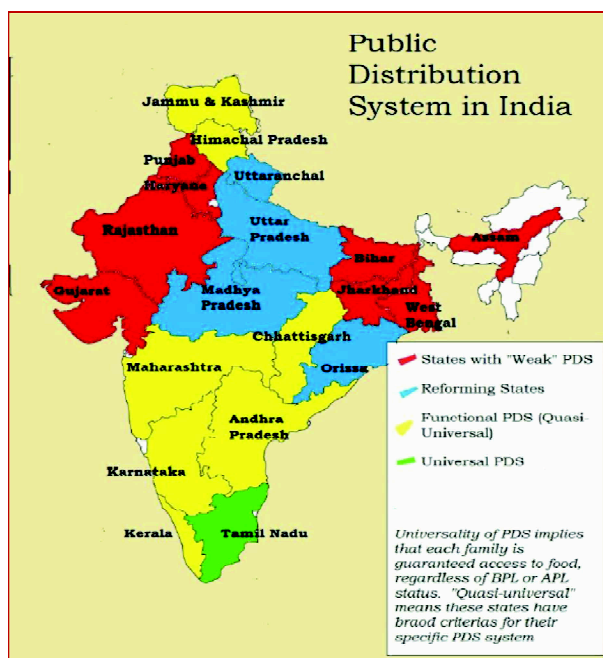 Public
Distribution
System in India
Jammu & Kashmir
Himachal Pradesh
Punjab
Uttaranchal
Haryana
Uttar
Pradesh
Rajasthan
Assam
Bihar
Gujarat
Madhya
Pradesh
Jharkhand
West
Bengal
Chhattisgarh
Maharashtra
Orissa
Andhra
Pradesh
Karnataka
Kerala
Tamil Nadu
States with "Weak" PDS
Reforming States
Functional PDS (Quasi-
Universal)
Universal PDS
Universality of PDS implies
that each family is
guaranteed access to food,
regardless of BPL or APL
status. "Quasi-universal"
means these states have
braod criterias for their
specific PDS system